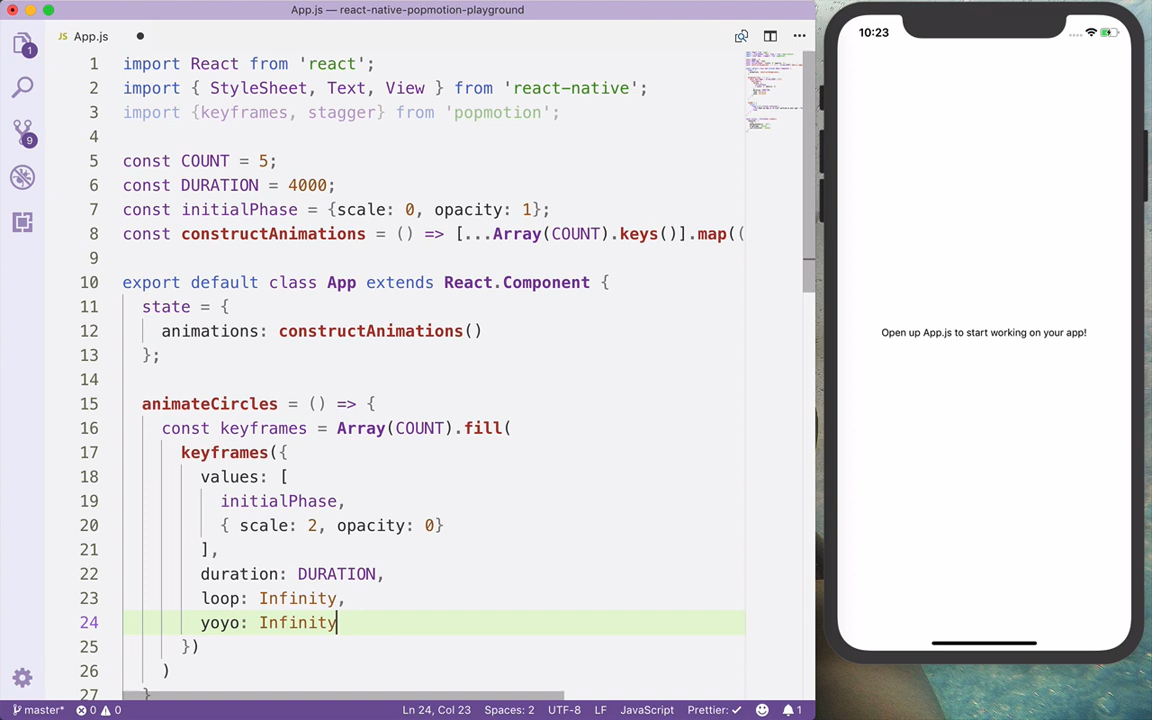 App.js — react-native-popmotion-playground
JS App.js
1 import React from 'react';
2 import { StyleSheet, Text, View } from 'react-native';
3 import {keyframes, stagger} from 'popmotion';
4
5 const COUNT = 5;
6 const DURATION = 4000;
7 const initialPhase = {scale: 0, opacity: 1};
8 const constructAnimations = () => [...Array(COUNT).keys()].map((
9
10 export default class App extends React.Component {
11 state = {
12 animations: constructAnimations()
13 };
14
15 animateCircles = () => {
16 const keyframes = Array(COUNT).fill(
17 keyframes({
18 values: [
19 initialPhase,
20 { scale: 2, opacity: 0}
21 ],
22 duration: DURATION,
23 loop: Infinity,
24 yoyo: Infinity
25 })
26 )
27 }
1
9
master* 0 0 Ln 24, Col 23 Spaces: 2 UTF-8 LF JavaScript Prettier: ✓ 1
10:23
Open up App.js to start working on your app!